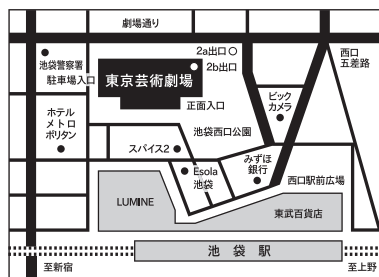 劇場通り
2a出口
西口
五差路
池袋警察署
駐車場入口
2b出口
東京芸術劇場
正面入口
ビック
カメラ
ホテル
メトロ
ポリタン
池袋西口公園
スパイス2
みずほ
銀行
Esola
池袋
西口駅前広場
LUMINE
東武百貨店
池袋駅
至新宿
至上野